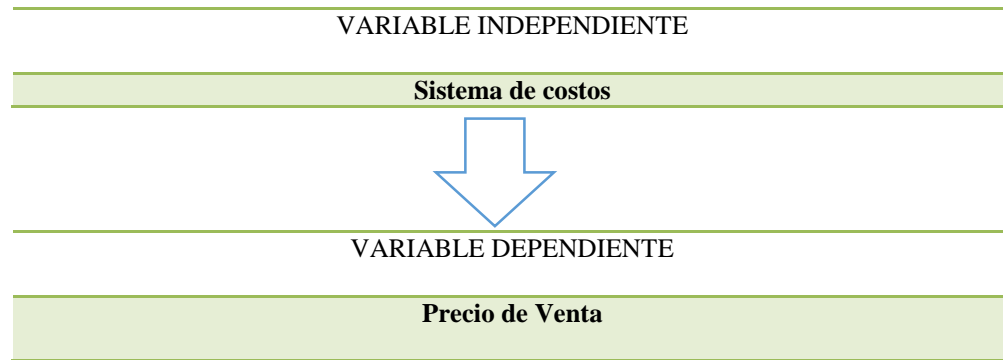 VARIABLE INDEPENDIENTE
Sistema de costos
VARIABLE DEPENDIENTE
Precio de Venta